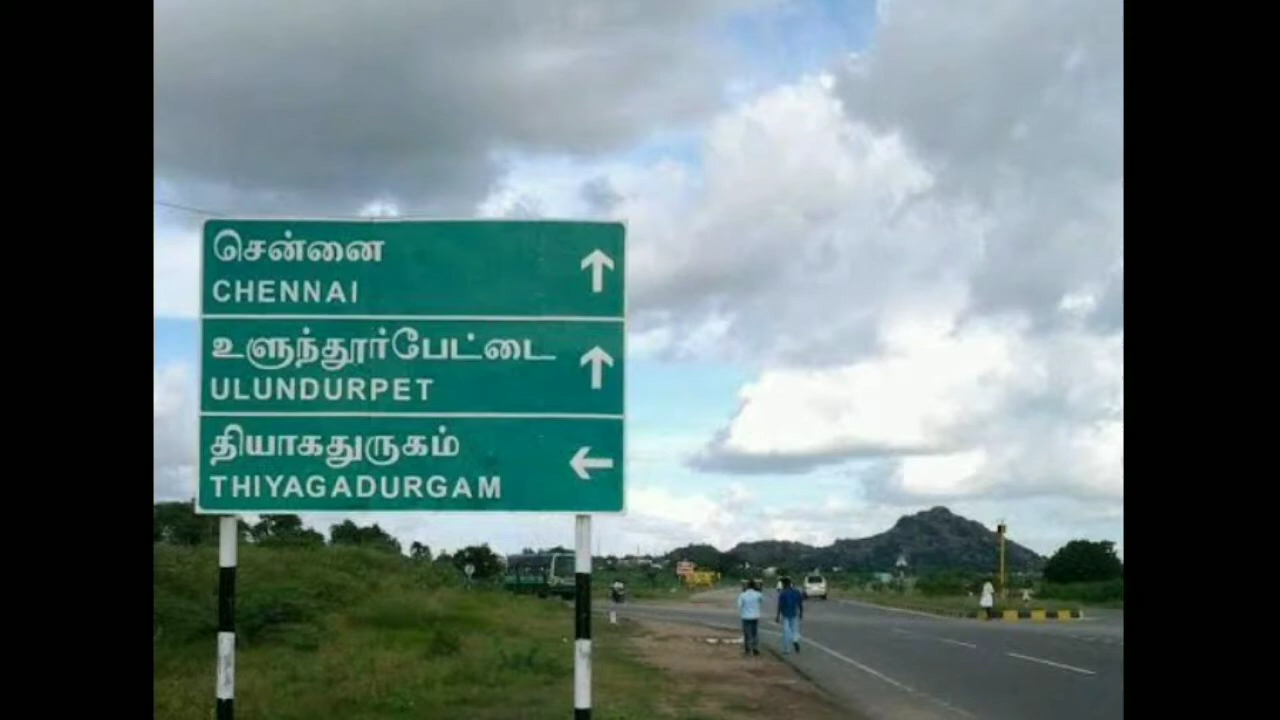 சென்னை
CHENNAI
உளுந்தூர்பேட்டை
ULUNDURPET
தியாகதுருகம்
THIYAGADURGAM